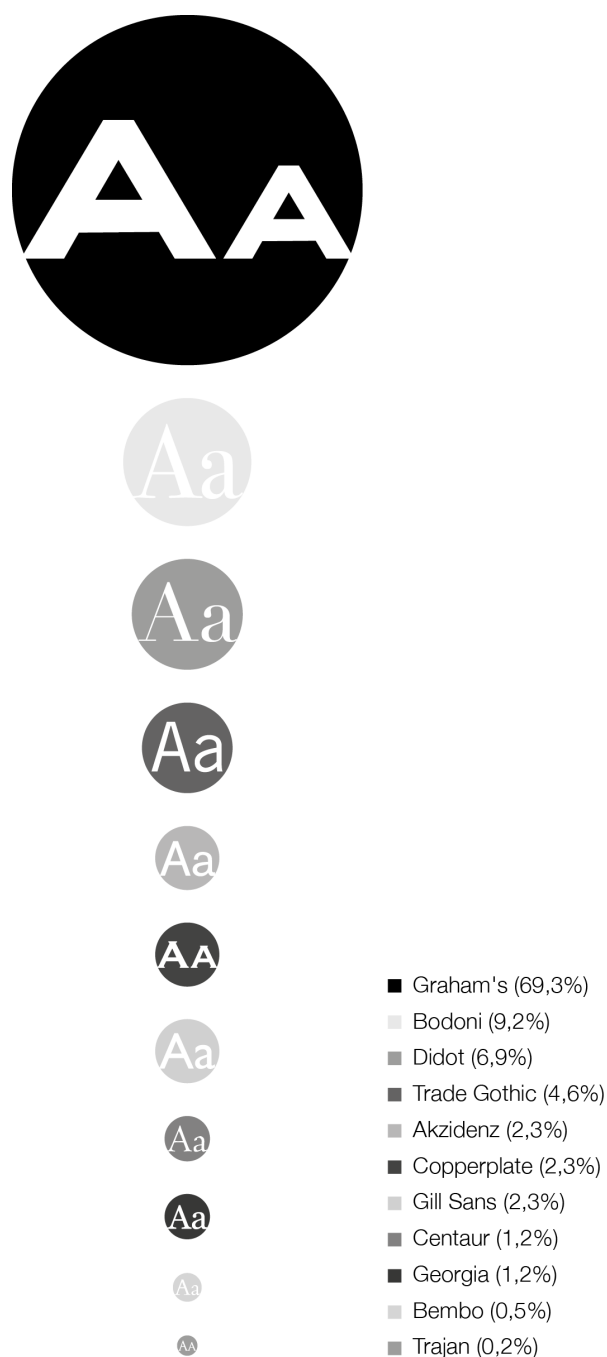 AA
Aa
Aa
Aa
Aa
AA
Aa
Aa
Aa
Aa
AA
Graham's (69,3%)
Bodoni (9,2%)
Didot (6,9%)
Trade Gothic (4,6%)
Akzidenz (2,3%)
Copperplate (2,3%)
Gill Sans (2,3%)
Centaur (1,2%)
Georgia (1,2%)
Bembo (0,5%)
Trajan (0,2%)